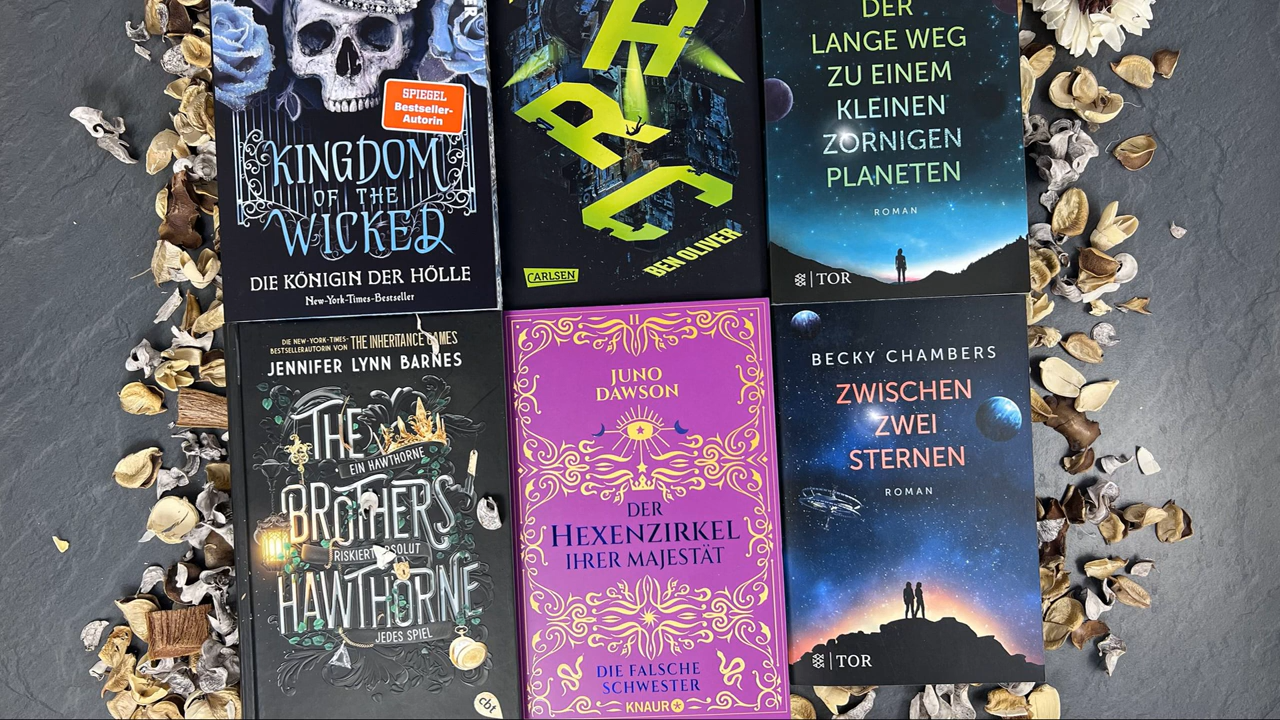 SPIEGEL
Bestseller-
Autorin
KINGDOM
OF THE
WICKED
DIE KÖNIGIN DER HÖLLE
New-York-Times-Bestseller
ARC
BEN OLIVER
CARLSEN
DER
LANGE WEG
ZU EINEM
KLEINEN
ZORNIGEN
PLANETEN
ROMAN
TOR
DIE NEW-YORK-TIMES-
BESTSELLERAUTORIN VON THE INHERITANCE GAMES
JENNIFER LYNN BARNES
THE
EIN HAWTHORNE
BROTHERS
RISKIERT ABSOLUT
HAWTHORNE
JEDES SPIEL
cbt
II
JUNO
DAWSON
DER
HEXENZIRKEL
IHRER MAJESTÄT
DIE FALSCHE
SCHWESTER
KNAUR
BECKY CHAMBERS
ZWISCHEN
ZWEI
STERNEN
ROMAN
TOR